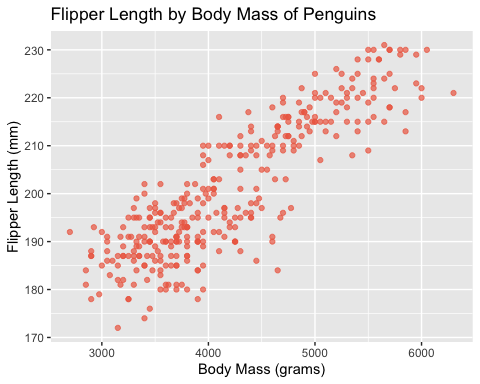 Flipper Length by Body Mass of Penguins
230
220
210
200
190
180
170
Flipper Length (mm)
3000 4000 5000 6000
Body Mass (grams)